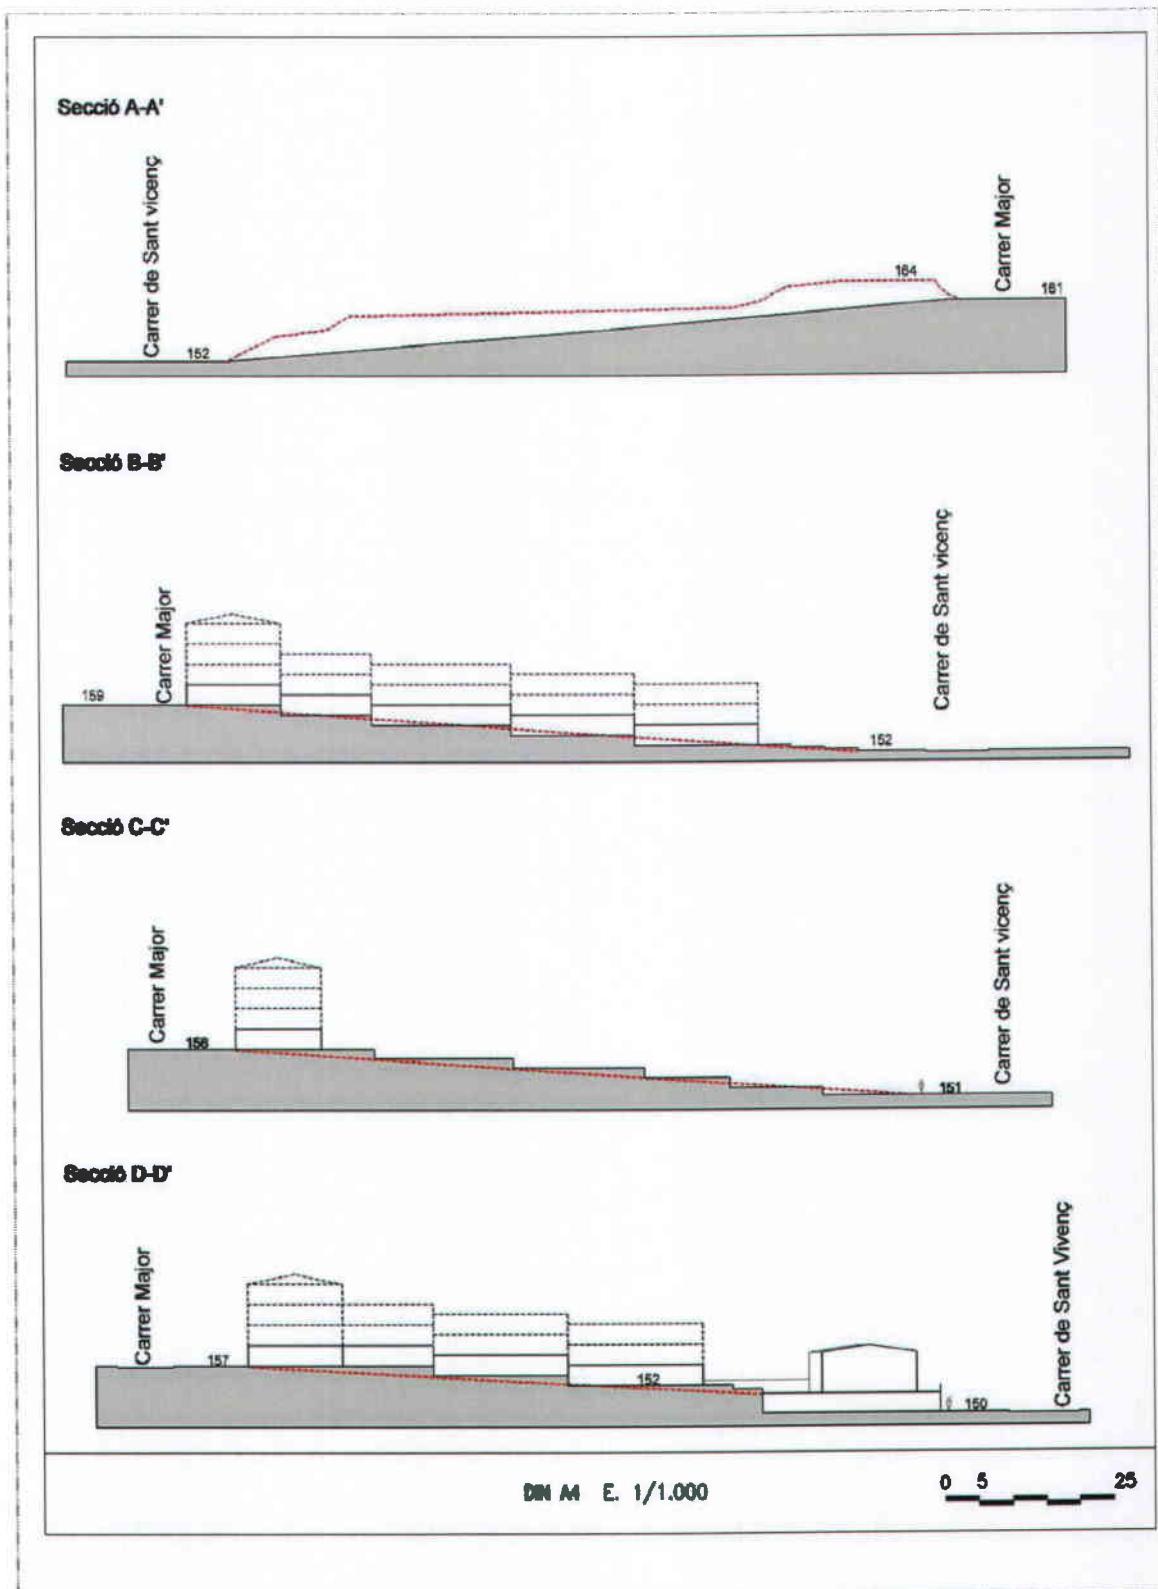 Secció A-A'
Carrer de Sant vicenç
152
164
Carrer Major
161
Secció B-B'
159
Carrer Major
152
Carrer de Sant vicenç
Secció C-C'
Carrer Major
158
151
Carrer de Sant vicenç
Secció D-D'
Carrer Major
157
152
150
Carrer de Sant Vivenç
DIN A4 E. 1/1.000
0 5 25